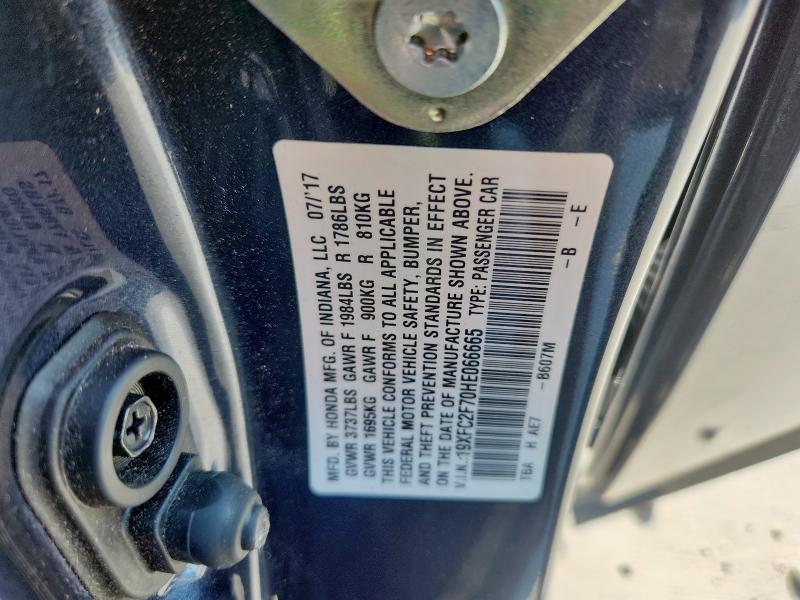 MFD. BY HONDA MFG. OF INDIANA, LLC 07/'17
GVWR 3737LBS GAWR F 1984LBS R 1786LBS
GVWR 1695KG GAWR F 900KG R 810KG
THIS VEHICLE CONFORMS TO ALL APPLICABLE
FEDERAL MOTOR VEHICLE SAFETY, BUMPER,
AND THEFT PREVENTION STANDARDS IN EFFECT
ON THE DATE OF MANUFACTURE SHOWN ABOVE.
V.I.N.:19XFC2F70HE066665 TYPE: PASSENGER CAR
TBA H AE7 -B607M -B -E